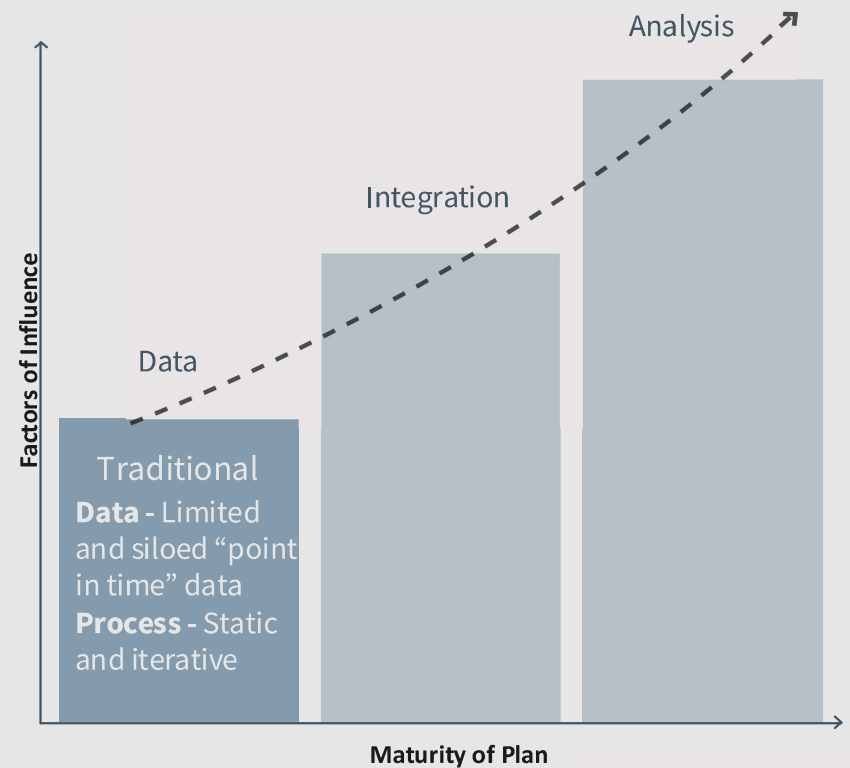 Analysis
Integration
Data
Factors of Influence
Traditional
Data - Limited
and siloed “point
in time” data
Process - Static
and iterative
Maturity of Plan